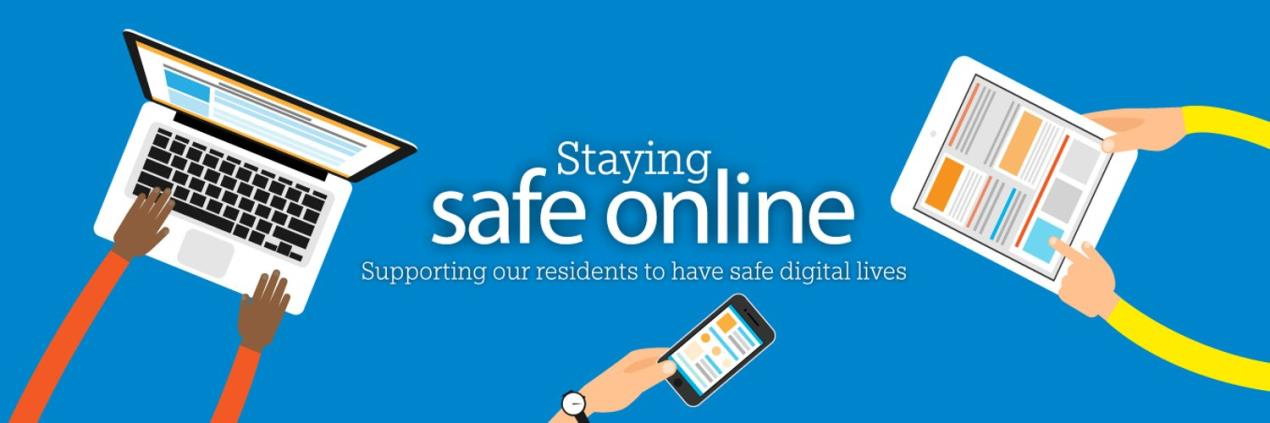 Staying
safe online
Supporting our residents to have safe digital lives